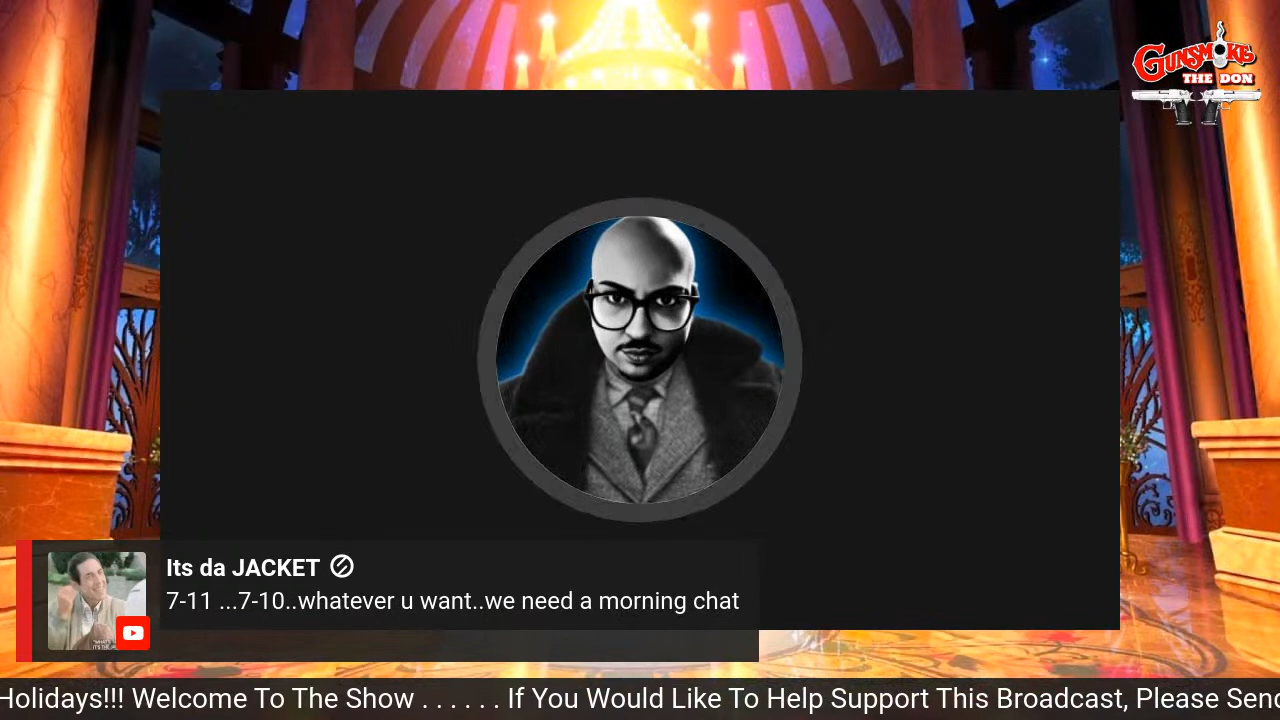 GUNSMOKE
THE DON
Its da JACKET
7-11 ...7-10..whatever u want..we need a morning chat
Holidays!!! Welcome To The Show . . . . . . If You Would Like To Help Support This Broadcast, Please Send